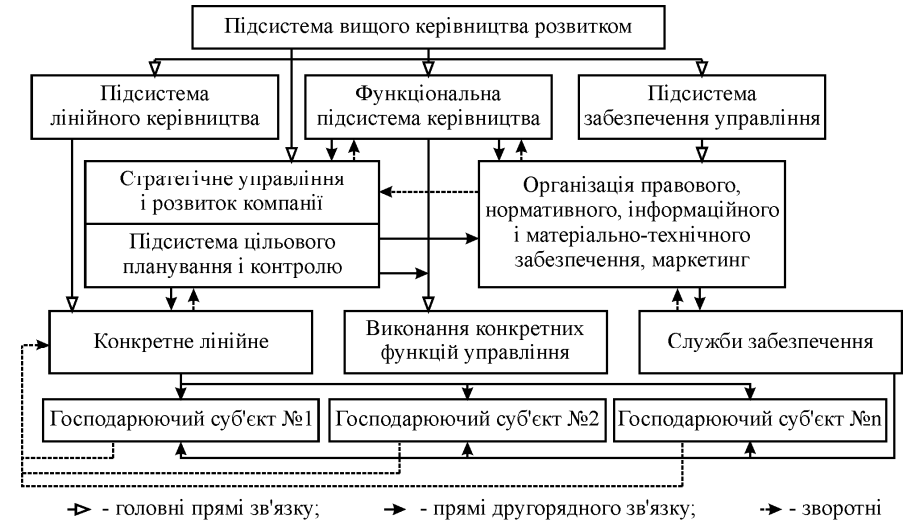 Підсистема вищого керівництва розвитком
Підсистема
лінійного керівництва
Функціональна
підсистема керівництва
Підсистема
забезпечення управління
Стратегічне управління
і розвиток компанії
Організація правового,
нормативного, інформаційного
і матеріально-технічного
забезпечення, маркетинг
Підсистема цільового
планування і контролю
Конкретне лінійне
Виконання конкретних
функцій управління
Служби забезпечення
Господарюючий суб'єкт №1
Господарюючий суб'єкт №2
Господарюючий суб'єкт №n
- головні прямі зв'язку;
- прямі другорядного зв'язку;
- зворотні